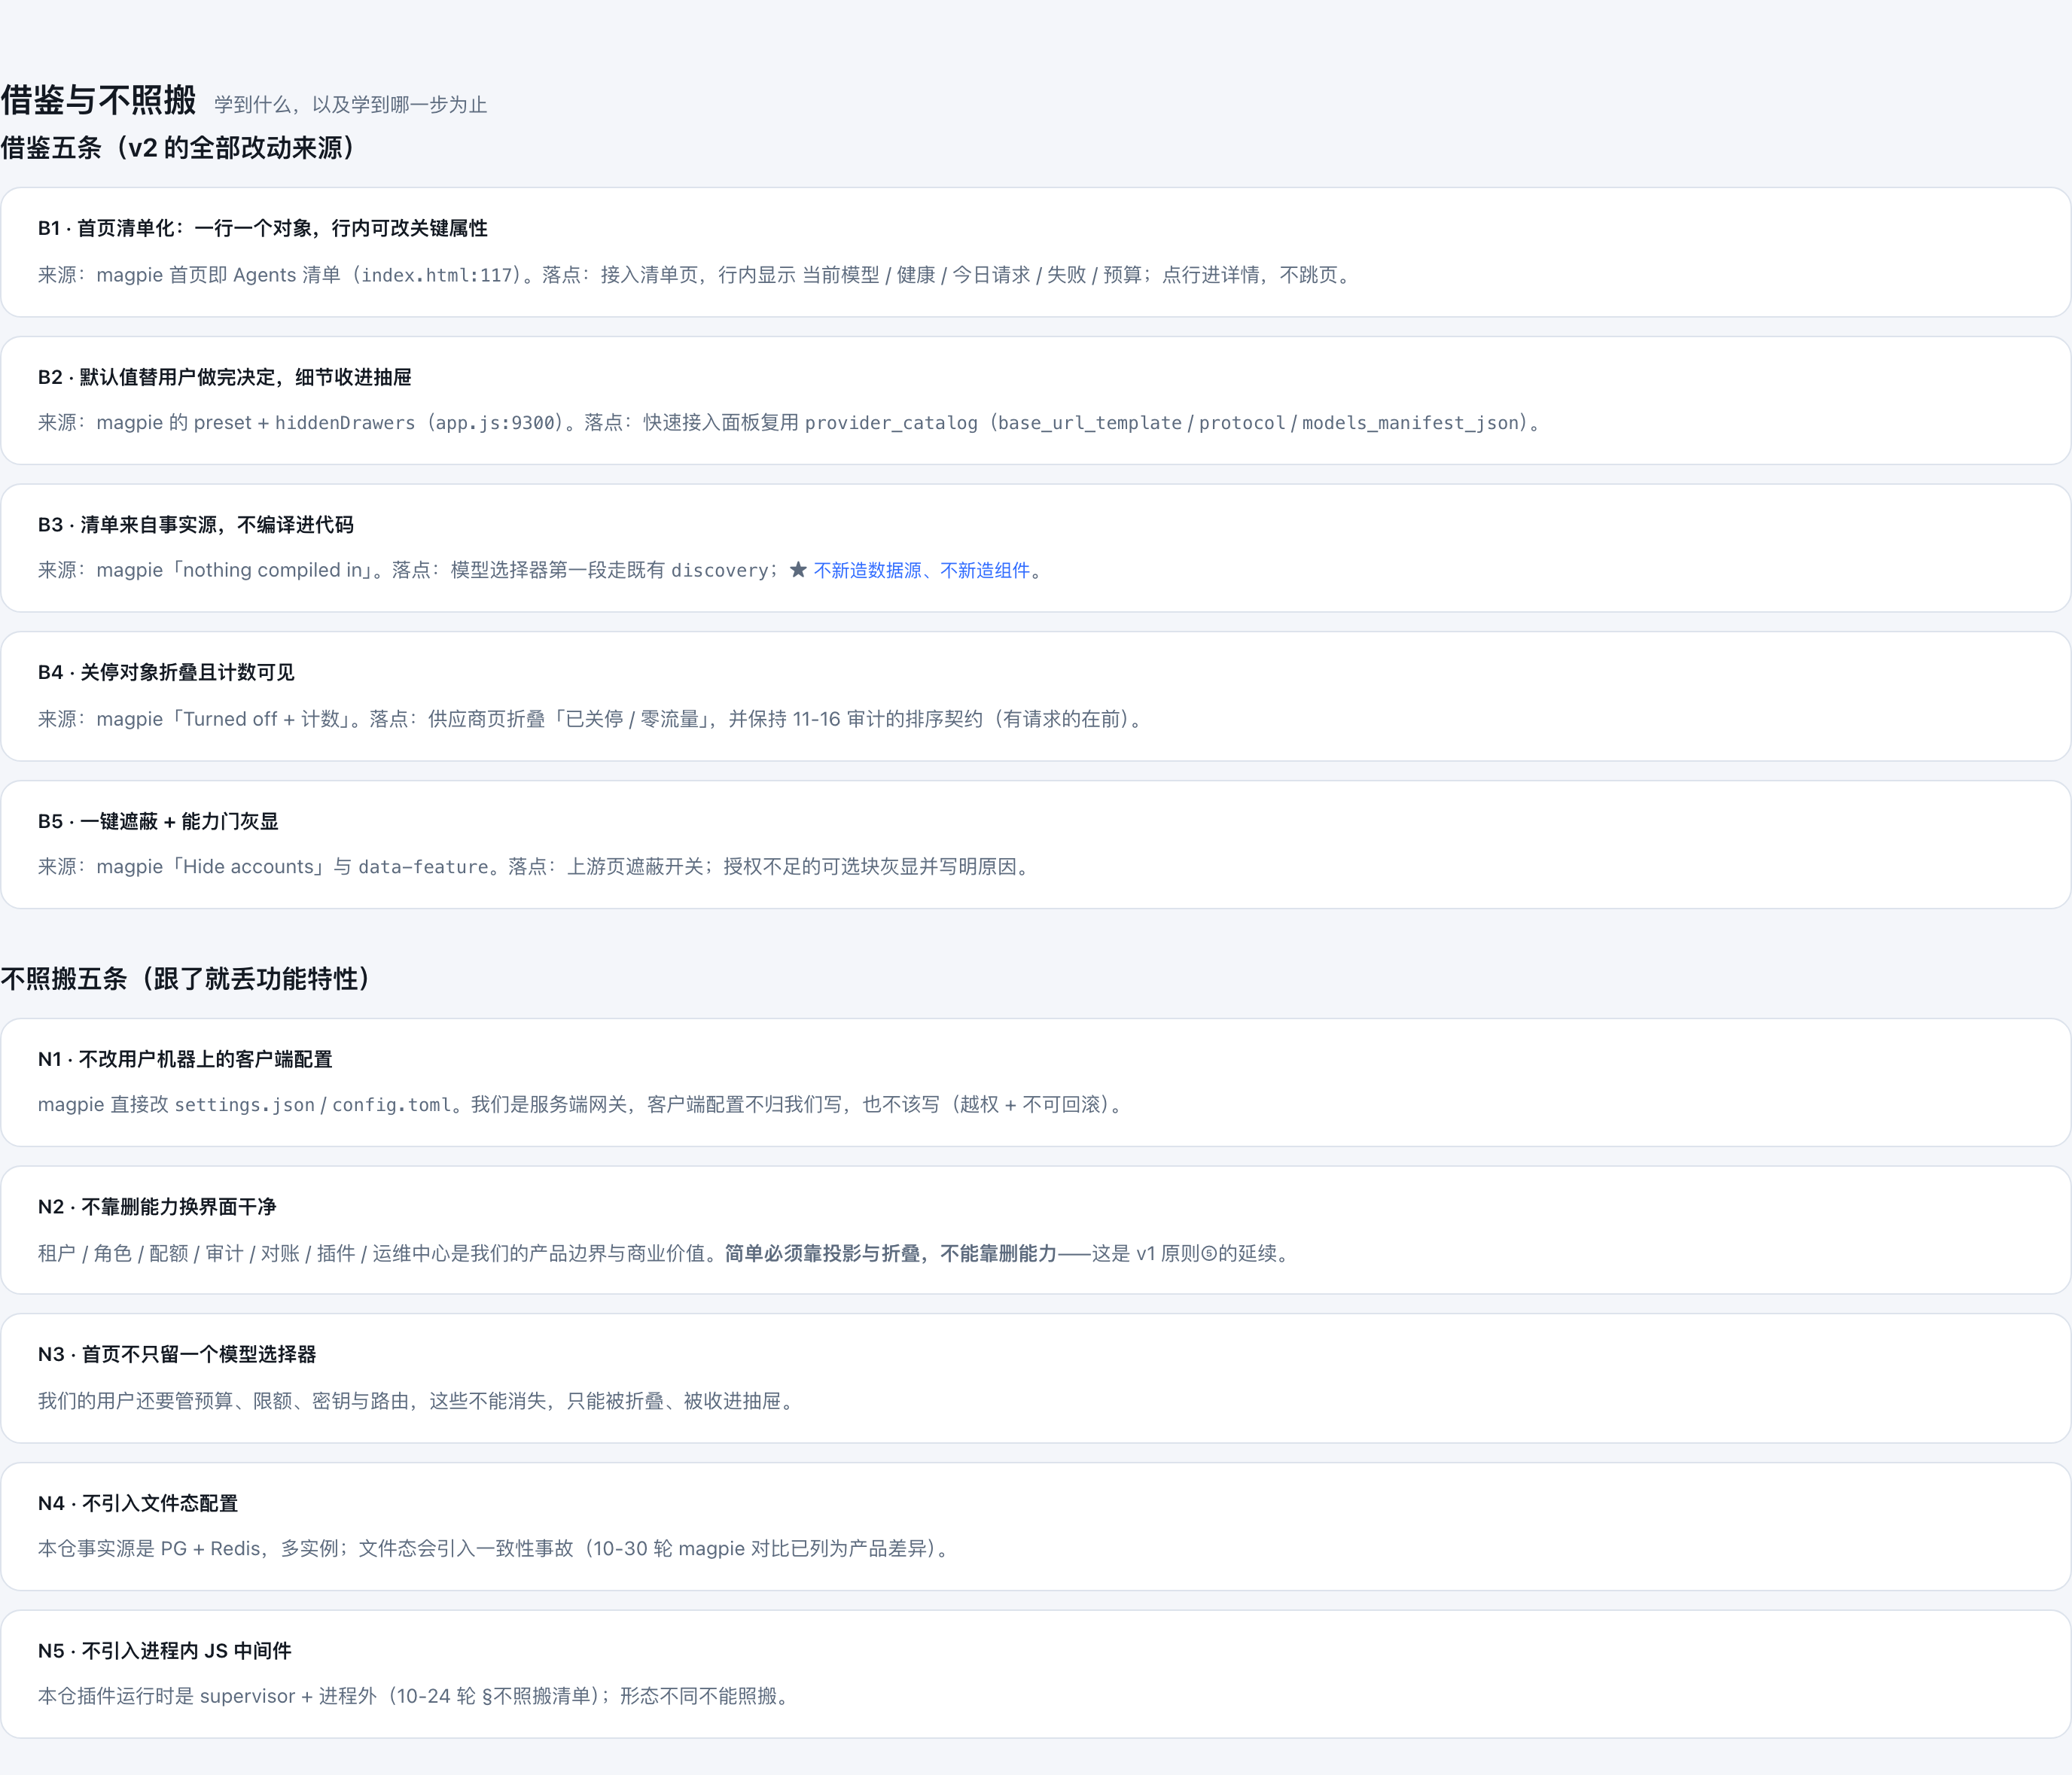 借鉴与不照搬 学到什么，以及学到哪一步为止
借鉴五条（v2 的全部改动来源）
B1 · 首页清单化：一行一个对象，行内可改关键属性
来源：magpie 首页即 Agents 清单（index.html:117）。落点：接入清单页，行内显示 当前模型 / 健康 / 今日请求 / 失败 / 预算；点行进详情，不跳页。
B2 · 默认值替用户做完决定，细节收进抽屉
来源：magpie 的 preset + hiddenDrawers（app.js:9300）。落点：快速接入面板复用 provider_catalog（base_url_template / protocol / models_manifest_json）。
B3 · 清单来自事实源，不编译进代码
来源：magpie「nothing compiled in」。落点：模型选择器第一段走既有 discovery；★ 不新造数据源、不新造组件。
B4 · 关停对象折叠且计数可见
来源：magpie「Turned off + 计数」。落点：供应商页折叠「已关停 / 零流量」，并保持 11-16 审计的排序契约（有请求的在前）。
B5 · 一键遮蔽 + 能力门灰显
来源：magpie「Hide accounts」与 data-feature。落点：上游页遮蔽开关；授权不足的可选块灰显并写明原因。
不照搬五条（跟了就丢功能特性）
N1 · 不改用户机器上的客户端配置
magpie 直接改 settings.json / config.toml。我们是服务端网关，客户端配置不归我们写，也不该写（越权 + 不可回滚）。
N2 · 不靠删能力换界面干净
租户 / 角色 / 配额 / 审计 / 对账 / 插件 / 运维中心是我们的产品边界与商业价值。简单必须靠投影与折叠，不能靠删能力——这是 v1 原则⑤的延续。
N3 · 首页不只留一个模型选择器
我们的用户还要管预算、限额、密钥与路由，这些不能消失，只能被折叠、被收进抽屉。
N4 · 不引入文件态配置
本仓事实源是 PG + Redis，多实例；文件态会引入一致性事故（10-30 轮 magpie 对比已列为产品差异）。
N5 · 不引入进程内 JS 中间件
本仓插件运行时是 supervisor + 进程外（10-24 轮 §不照搬清单）；形态不同不能照搬。